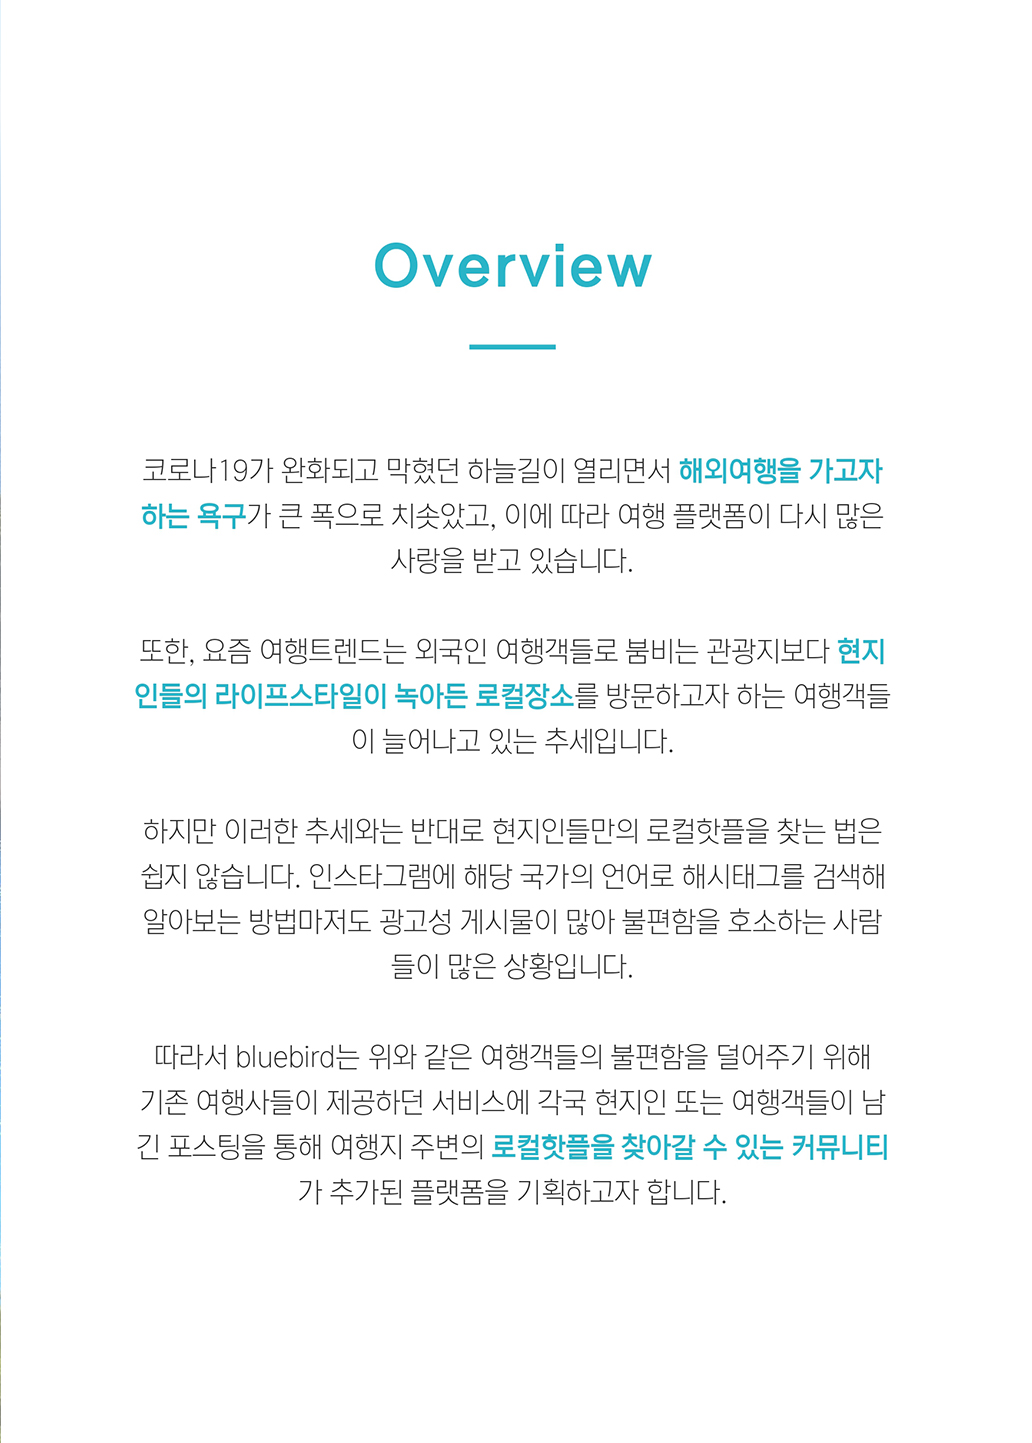 Overview
코로나19가 완화되고 막혔던 하늘길이 열리면서 해외여행을 가고자
하는 욕구가 큰 폭으로 치솟았고, 이에 따라 여행 플랫폼이 다시 많은
사랑을 받고 있습니다.
또한, 요즘 여행트렌드는 외국인 여행객들로 붐비는 관광지보다 현지
인들의 라이프스타일이 녹아든 로컬장소를 방문하고자 하는 여행객들
이 늘어나고 있는 추세입니다.
하지만 이러한 추세와는 반대로 현지인들만의 로컬핫플을 찾는 법은
쉽지 않습니다. 인스타그램에 해당 국가의 언어로 해시태그를 검색해
알아보는 방법마저도 광고성 게시물이 많아 불편함을 호소하는 사람
들이 많은 상황입니다.
따라서 bluebird는 위와 같은 여행객들의 불편함을 덜어주기 위해
기존 여행사들이 제공하던 서비스에 각국 현지인 또는 여행객들이 남
긴 포스팅을 통해 여행지 주변의 로컬핫플을 찾아갈 수 있는 커뮤니티
가 추가된 플랫폼을 기획하고자 합니다.